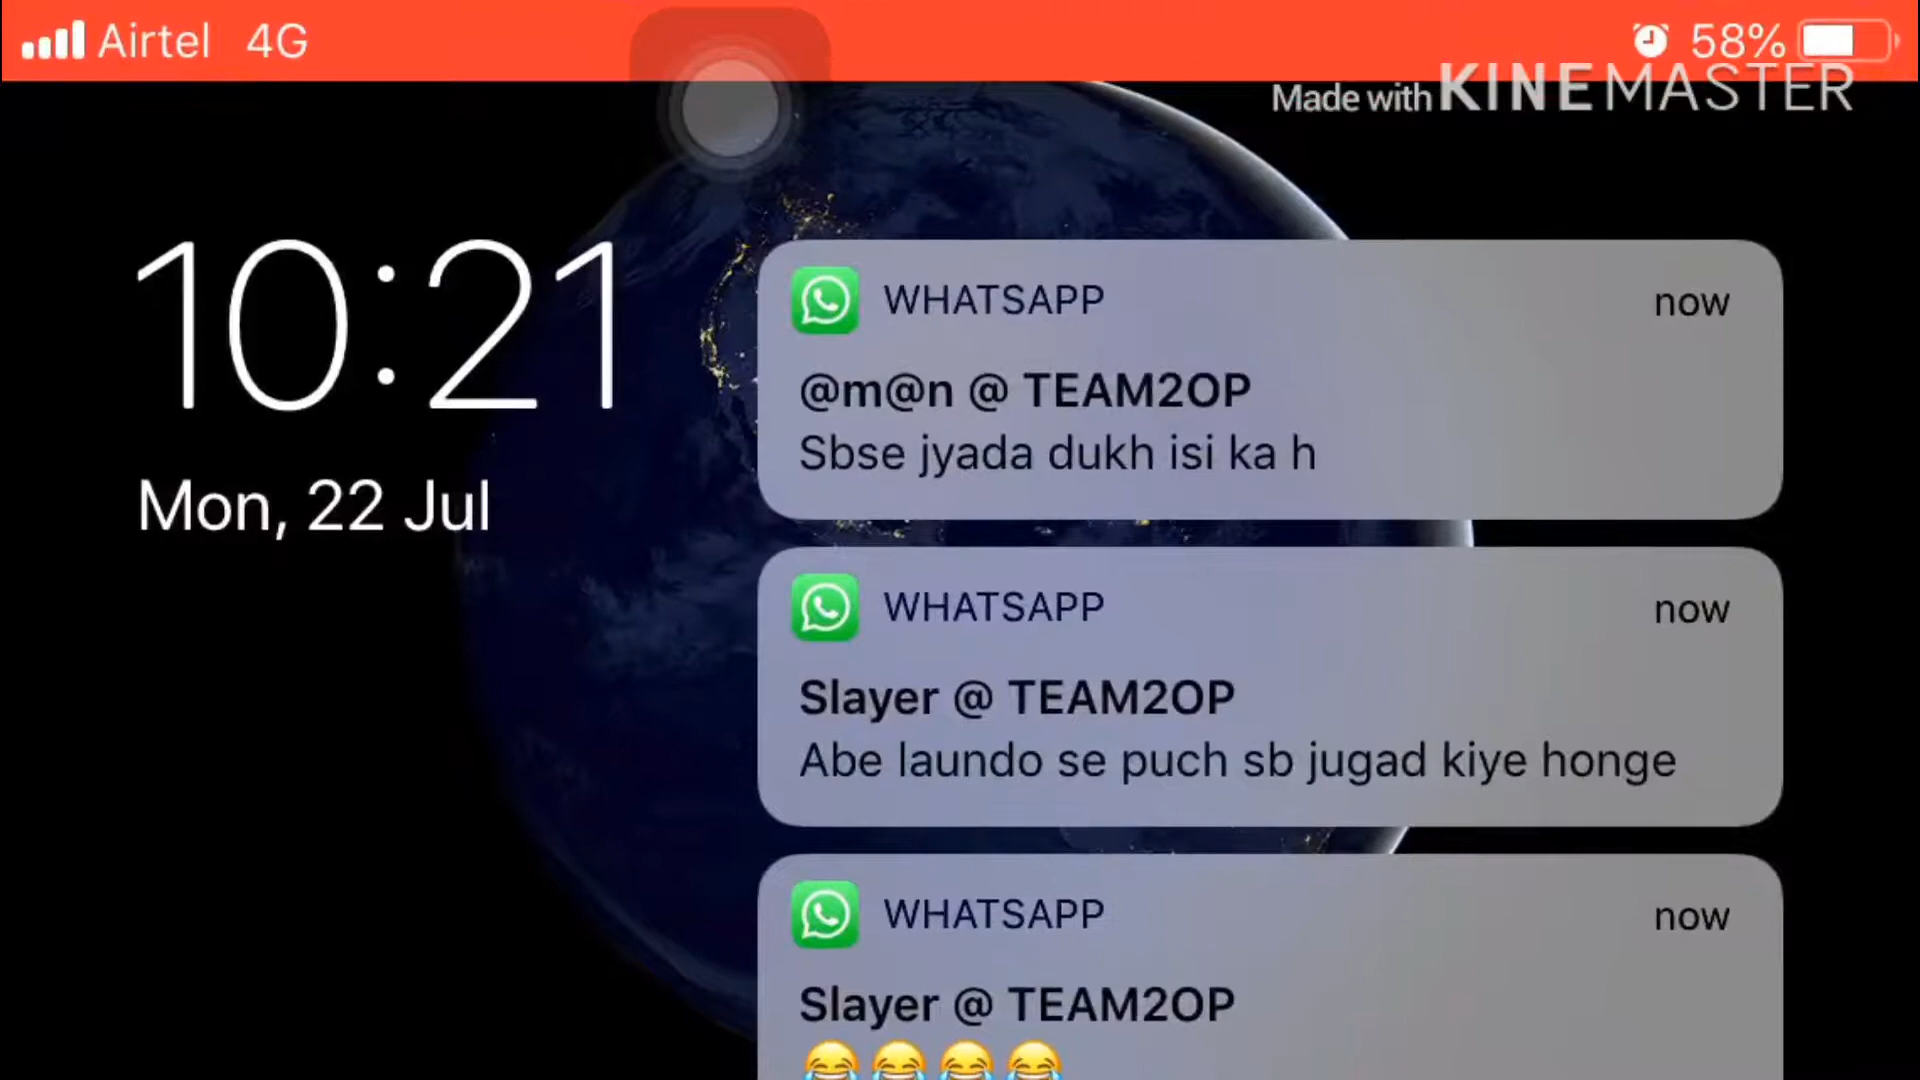 Airtel 4G
58%
Made with KINEMASTER
10:21
Mon, 22 Jul
WHATSAPP now
@m@n @ TEAM2OP
Sbse jyada dukh isi ka h
WHATSAPP now
Slayer @ TEAM2OP
Abe laundo se puch sb jugad kiye honge
WHATSAPP now
Slayer @ TEAM2OP
😂😂😂😂